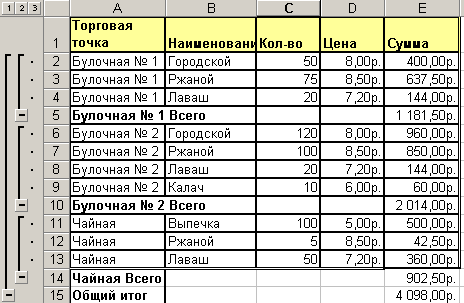 1 2 3
A B C D E
1 Торговая точка Наименовани Кол-во Цена Сумма
2 Булочная № 1 Городской 50 8,00р. 400,00р.
3 Булочная № 1 Ржаной 75 8,50р. 637,50р.
4 Булочная № 1 Лаваш 20 7,20р. 144,00р.
5 Булочная № 1 Всего 1 181,50р.
6 Булочная № 2 Городской 120 8,00р. 960,00р.
7 Булочная № 2 Ржаной 100 8,50р. 850,00р.
8 Булочная № 2 Лаваш 20 7,20р. 144,00р.
9 Булочная № 2 Калач 10 6,00р. 60,00р.
10 Булочная № 2 Всего 2 014,00р.
11 Чайная Выпечка 100 5,00р. 500,00р.
12 Чайная Ржаной 5 8,50р. 42,50р.
13 Чайная Лаваш 50 7,20р. 360,00р.
14 Чайная Всего 902,50р.
15 Общий итог 4 098,00р.